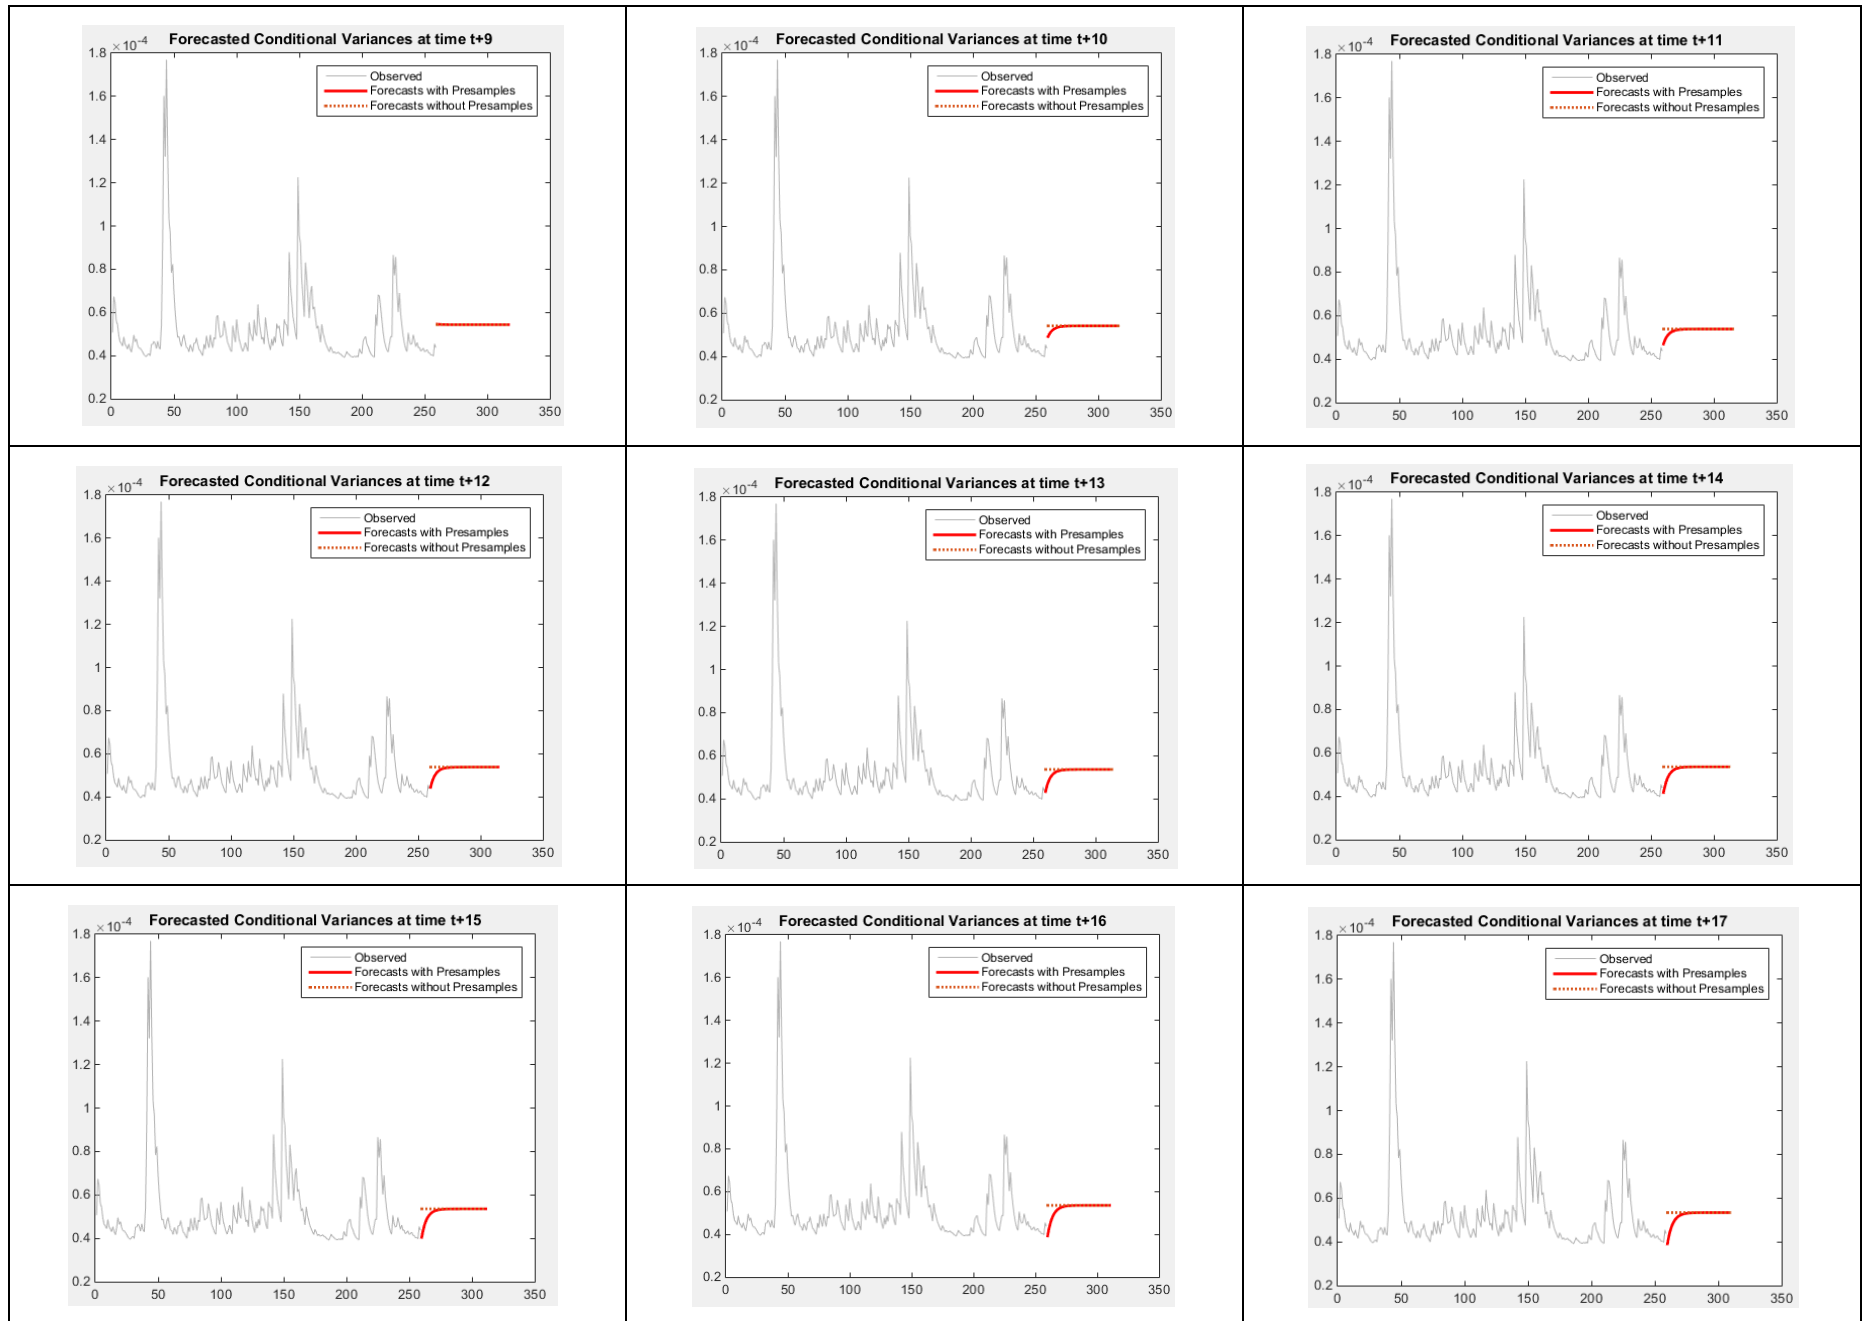 Forecasted Conditional Variances at time t+9
×10-4
Observed
Forecasts with Presamples
Forecasts without Presamples
1.8
1.6
1.4
1.2
1
0.8
0.6
0.4
0.2
0 50 100 150 200 250 300 350
Forecasted Conditional Variances at time t+10
×10-4
Observed
Forecasts with Presamples
Forecasts without Presamples
1.8
1.6
1.4
1.2
1
0.8
0.6
0.4
0.2
0 50 100 150 200 250 300 350
Forecasted Conditional Variances at time t+11
×10-4
Observed
Forecasts with Presamples
Forecasts without Presamples
1.8
1.6
1.4
1.2
1
0.8
0.6
0.4
0.2
0 50 100 150 200 250 300 350
Forecasted Conditional Variances at time t+12
×10-4
Observed
Forecasts with Presamples
Forecasts without Presamples
1.8
1.6
1.4
1.2
1
0.8
0.6
0.4
0.2
0 50 100 150 200 250 300 350
Forecasted Conditional Variances at time t+13
×10-4
Observed
Forecasts with Presamples
Forecasts without Presamples
1.8
1.6
1.4
1.2
1
0.8
0.6
0.4
0.2
0 50 100 150 200 250 300 350
Forecasted Conditional Variances at time t+14
×10-4
Observed
Forecasts with Presamples
Forecasts without Presamples
1.8
1.6
1.4
1.2
1
0.8
0.6
0.4
0.2
0 50 100 150 200 250 300 350
Forecasted Conditional Variances at time t+15
×10-4
Observed
Forecasts with Presamples
Forecasts without Presamples
1.8
1.6
1.4
1.2
1
0.8
0.6
0.4
0.2
0 50 100 150 200 250 300 350
Forecasted Conditional Variances at time t+16
×10-4
Observed
Forecasts with Presamples
Forecasts without Presamples
1.8
1.6
1.4
1.2
1
0.8
0.6
0.4
0.2
0 50 100 150 200 250 300 350
Forecasted Conditional Variances at time t+17
×10-4
Observed
Forecasts with Presamples
Forecasts without Presamples
1.8
1.6
1.4
1.2
1
0.8
0.6
0.4
0.2
0 50 100 150 200 250 300 350